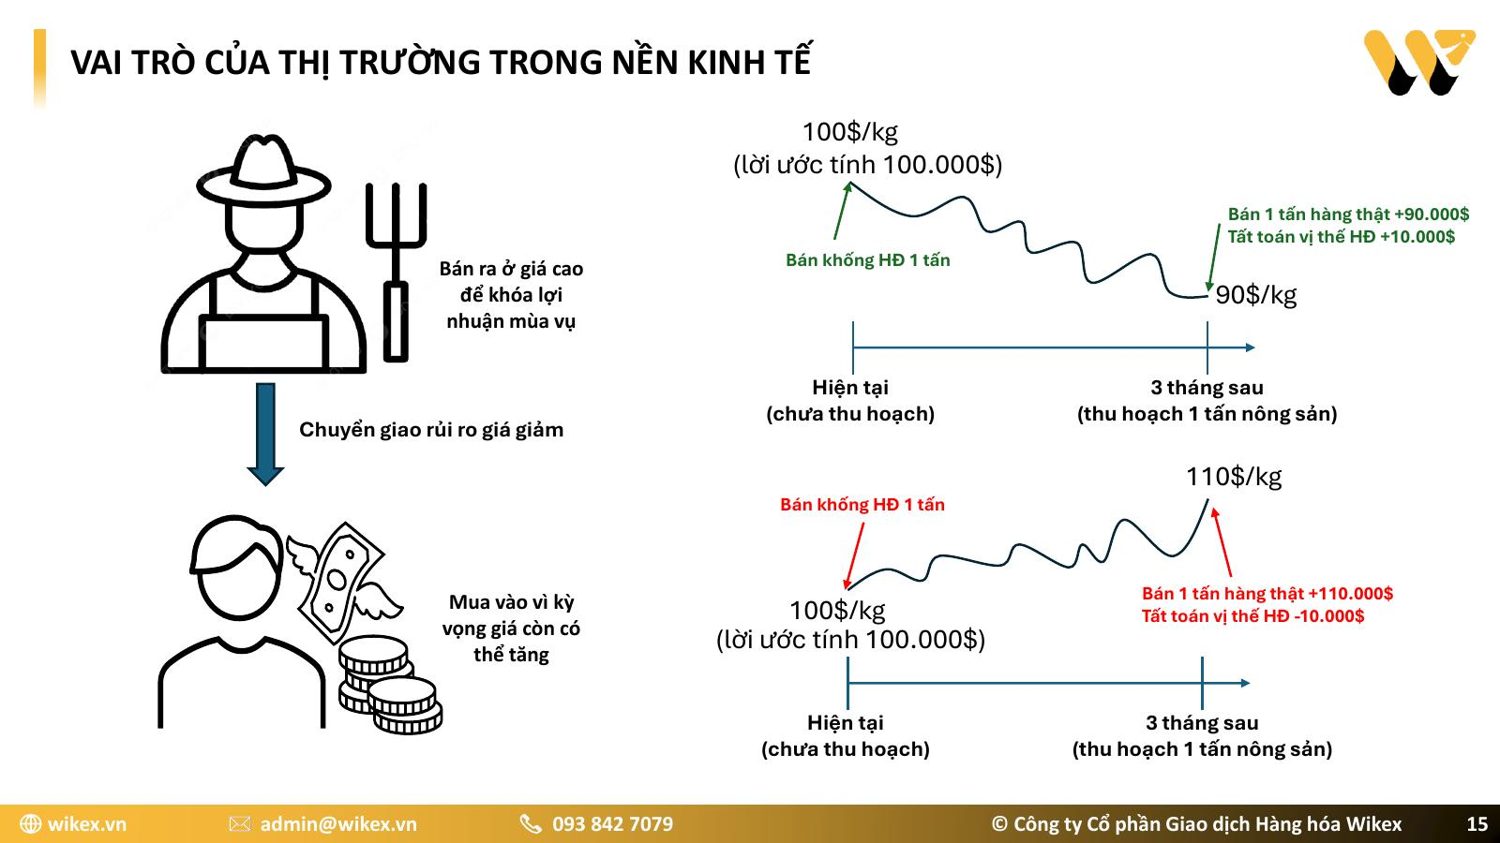 VAI TRÒ CỦA THỊ TRƯỜNG TRONG NỀN KINH TẾ
Bán ra ở giá cao
để khóa lợi
nhuận mùa vụ
Chuyển giao rủi ro giá giảm
Mua vào vì kỳ
vọng giá còn có
thể tăng
100$/kg
(lời ước tính 100.000$)
Bán khống HĐ 1 tấn
Bán 1 tấn hàng thật +90.000$
Tất toán vị thế HĐ +10.000$
90$/kg
Hiện tại
(chưa thu hoạch)
3 tháng sau
(thu hoạch 1 tấn nông sản)
110$/kg
Bán khống HĐ 1 tấn
100$/kg
(lời ước tính 100.000$)
Bán 1 tấn hàng thật +110.000$
Tất toán vị thế HĐ -10.000$
Hiện tại
(chưa thu hoạch)
3 tháng sau
(thu hoạch 1 tấn nông sản)
wikex.vn
admin@wikex.vn
093 842 7079
© Công ty Cổ phần Giao dịch Hàng hóa Wikex
15